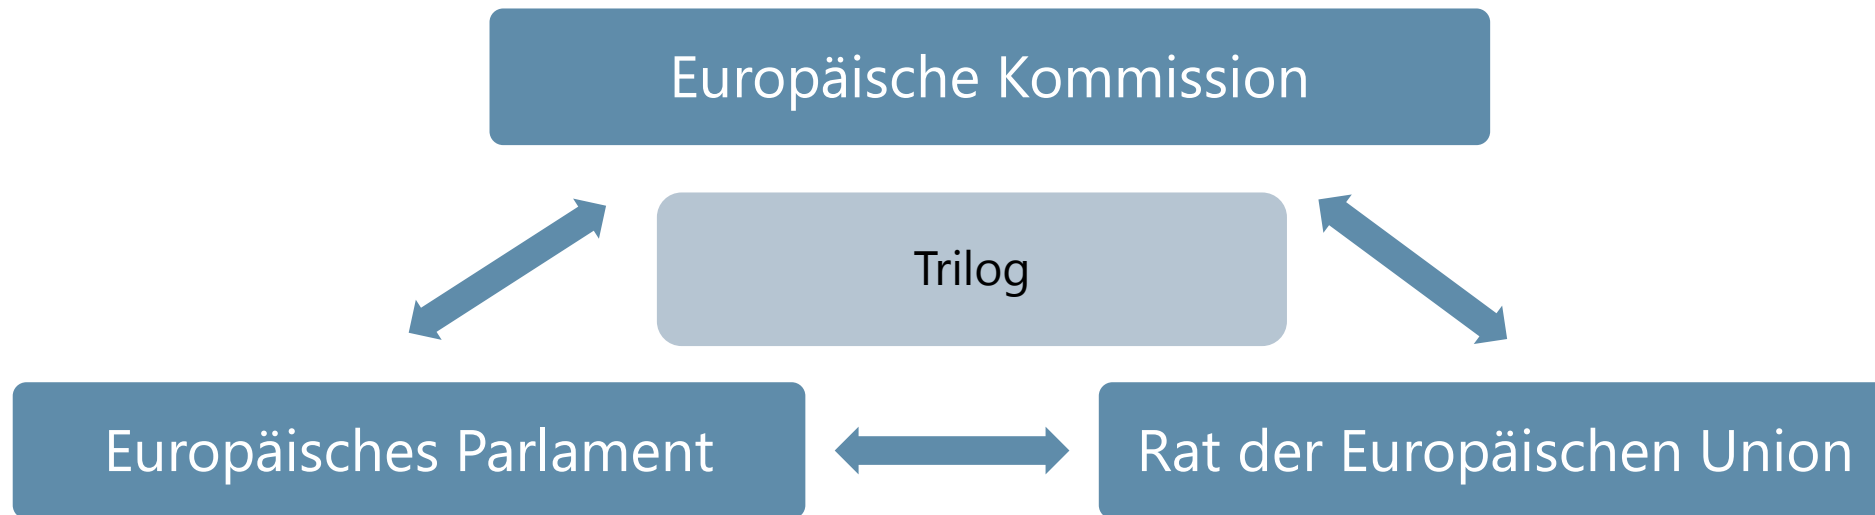 Europäische Kommission
Trilog
Europäisches Parlament
Rat der Europäischen Union